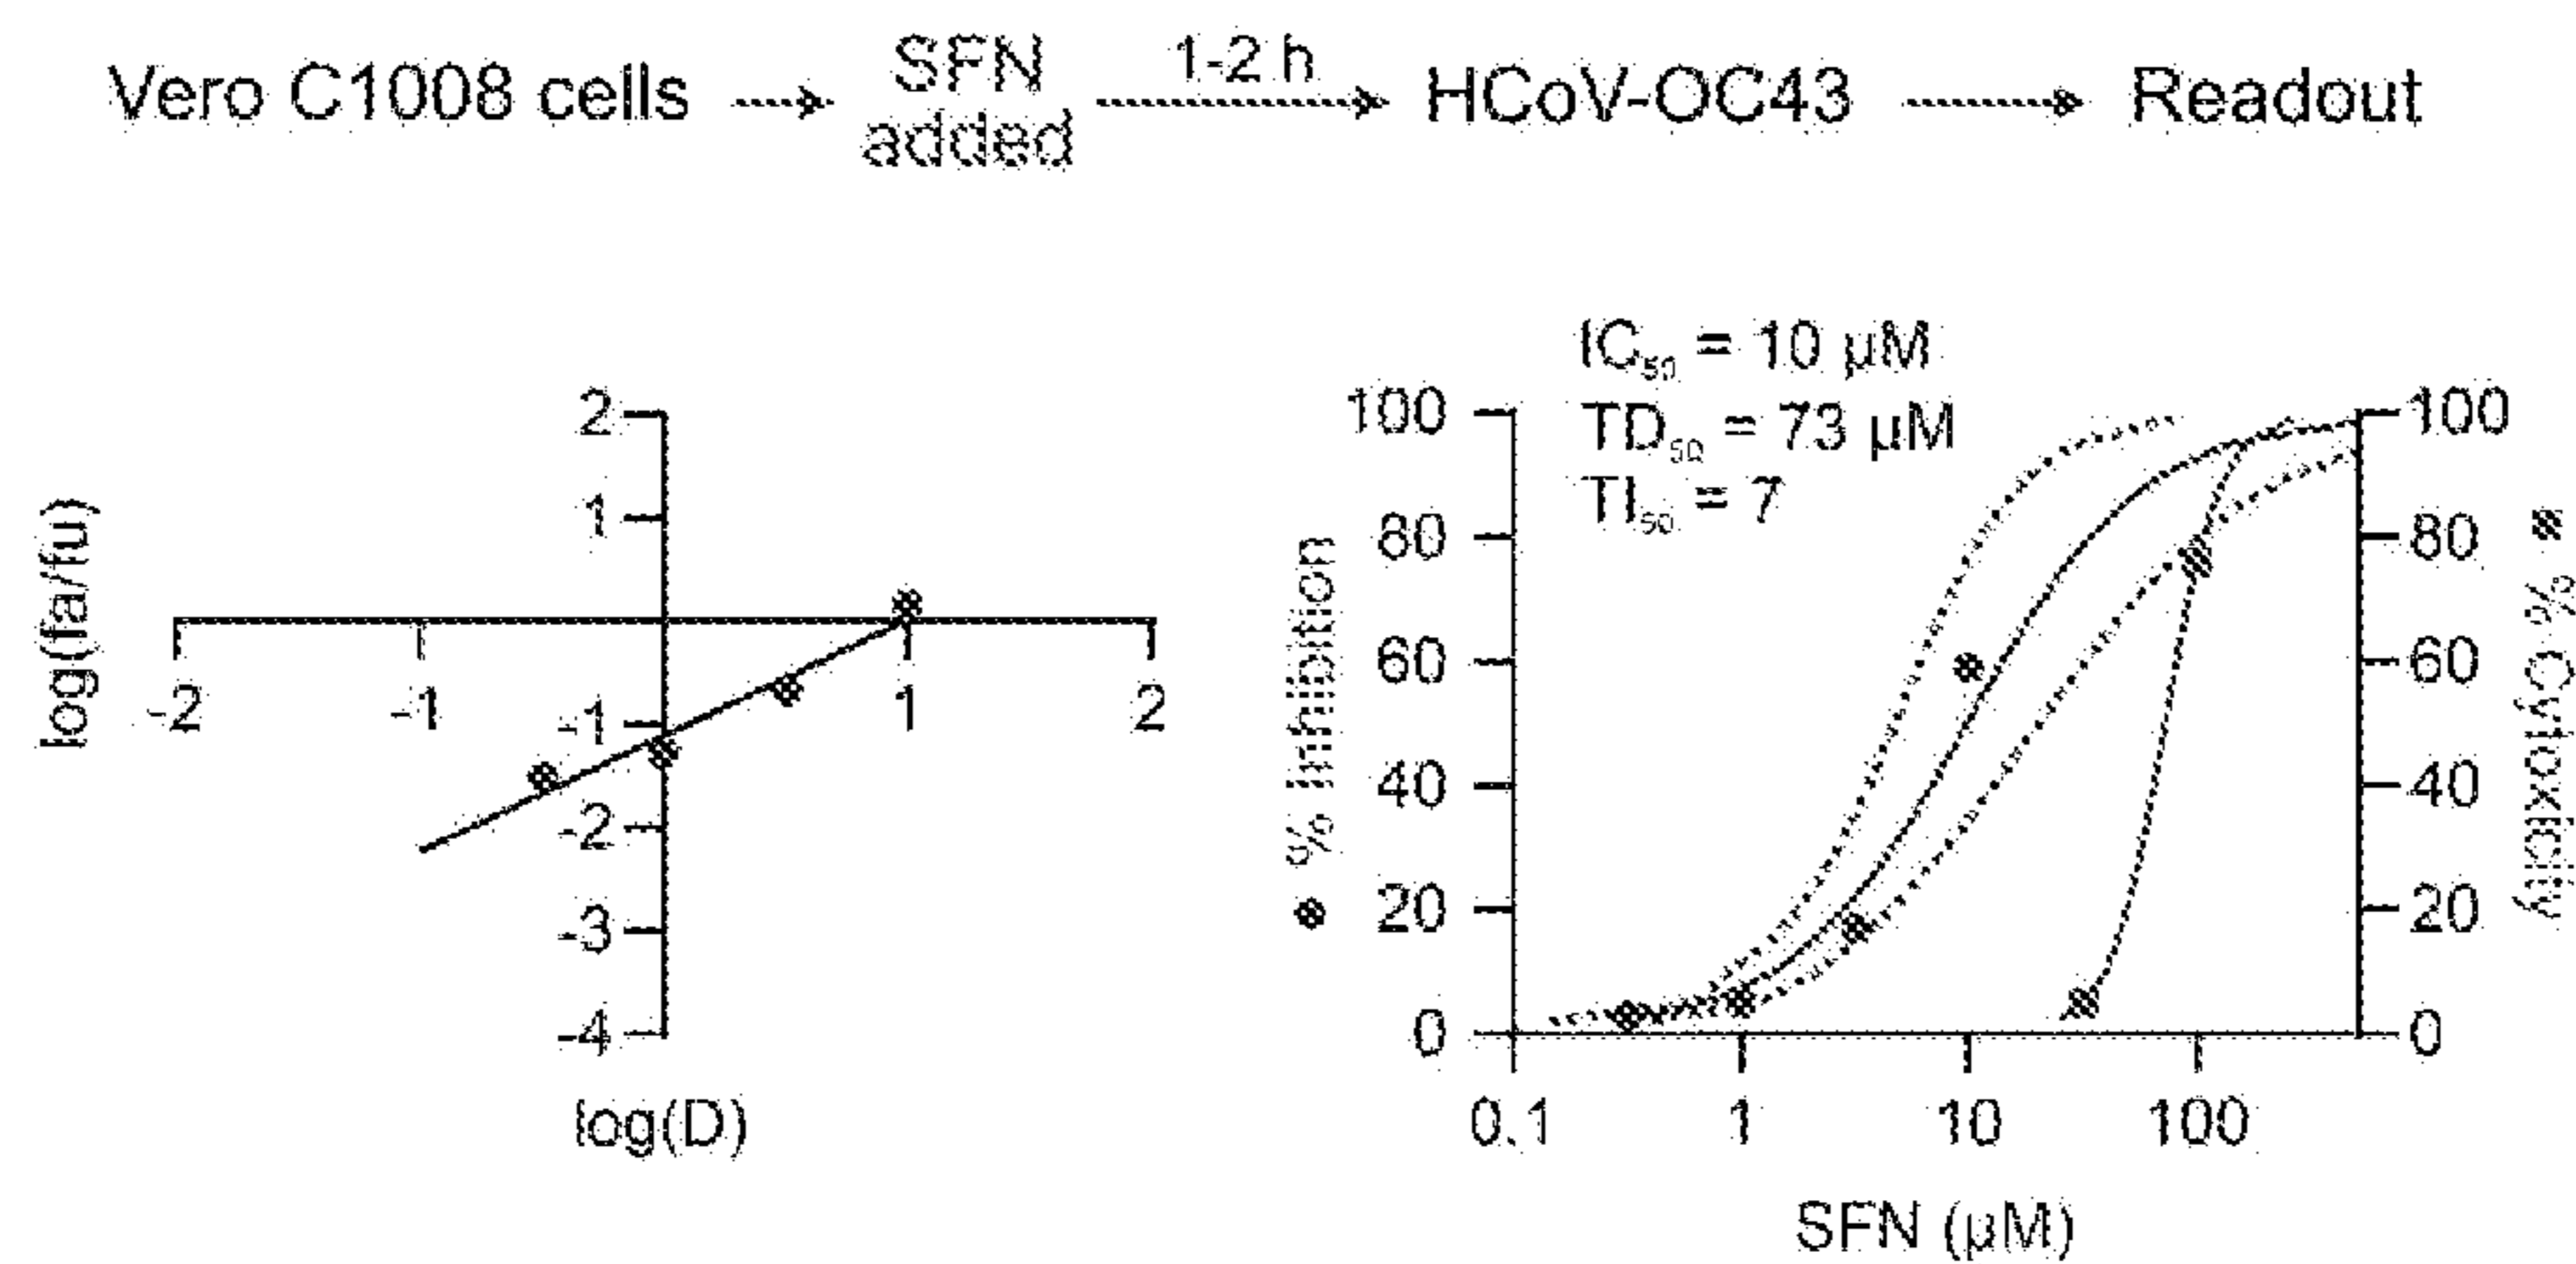 Vero C1008 cells
SFN
added
1-2 h
HCoV-OC43
Readout
log(fa/fu)
2
1
-1
-2
-3
-4
-2
-1
1
2
log(D)
IC50 = 10 µM
TD50 = 73 µM
TI50 = 7
% Inhibition
100
80
60
40
20
0
100
80
60
40
20
0
% Cytoxicity
0.1
1
10
100
SFN (µM)